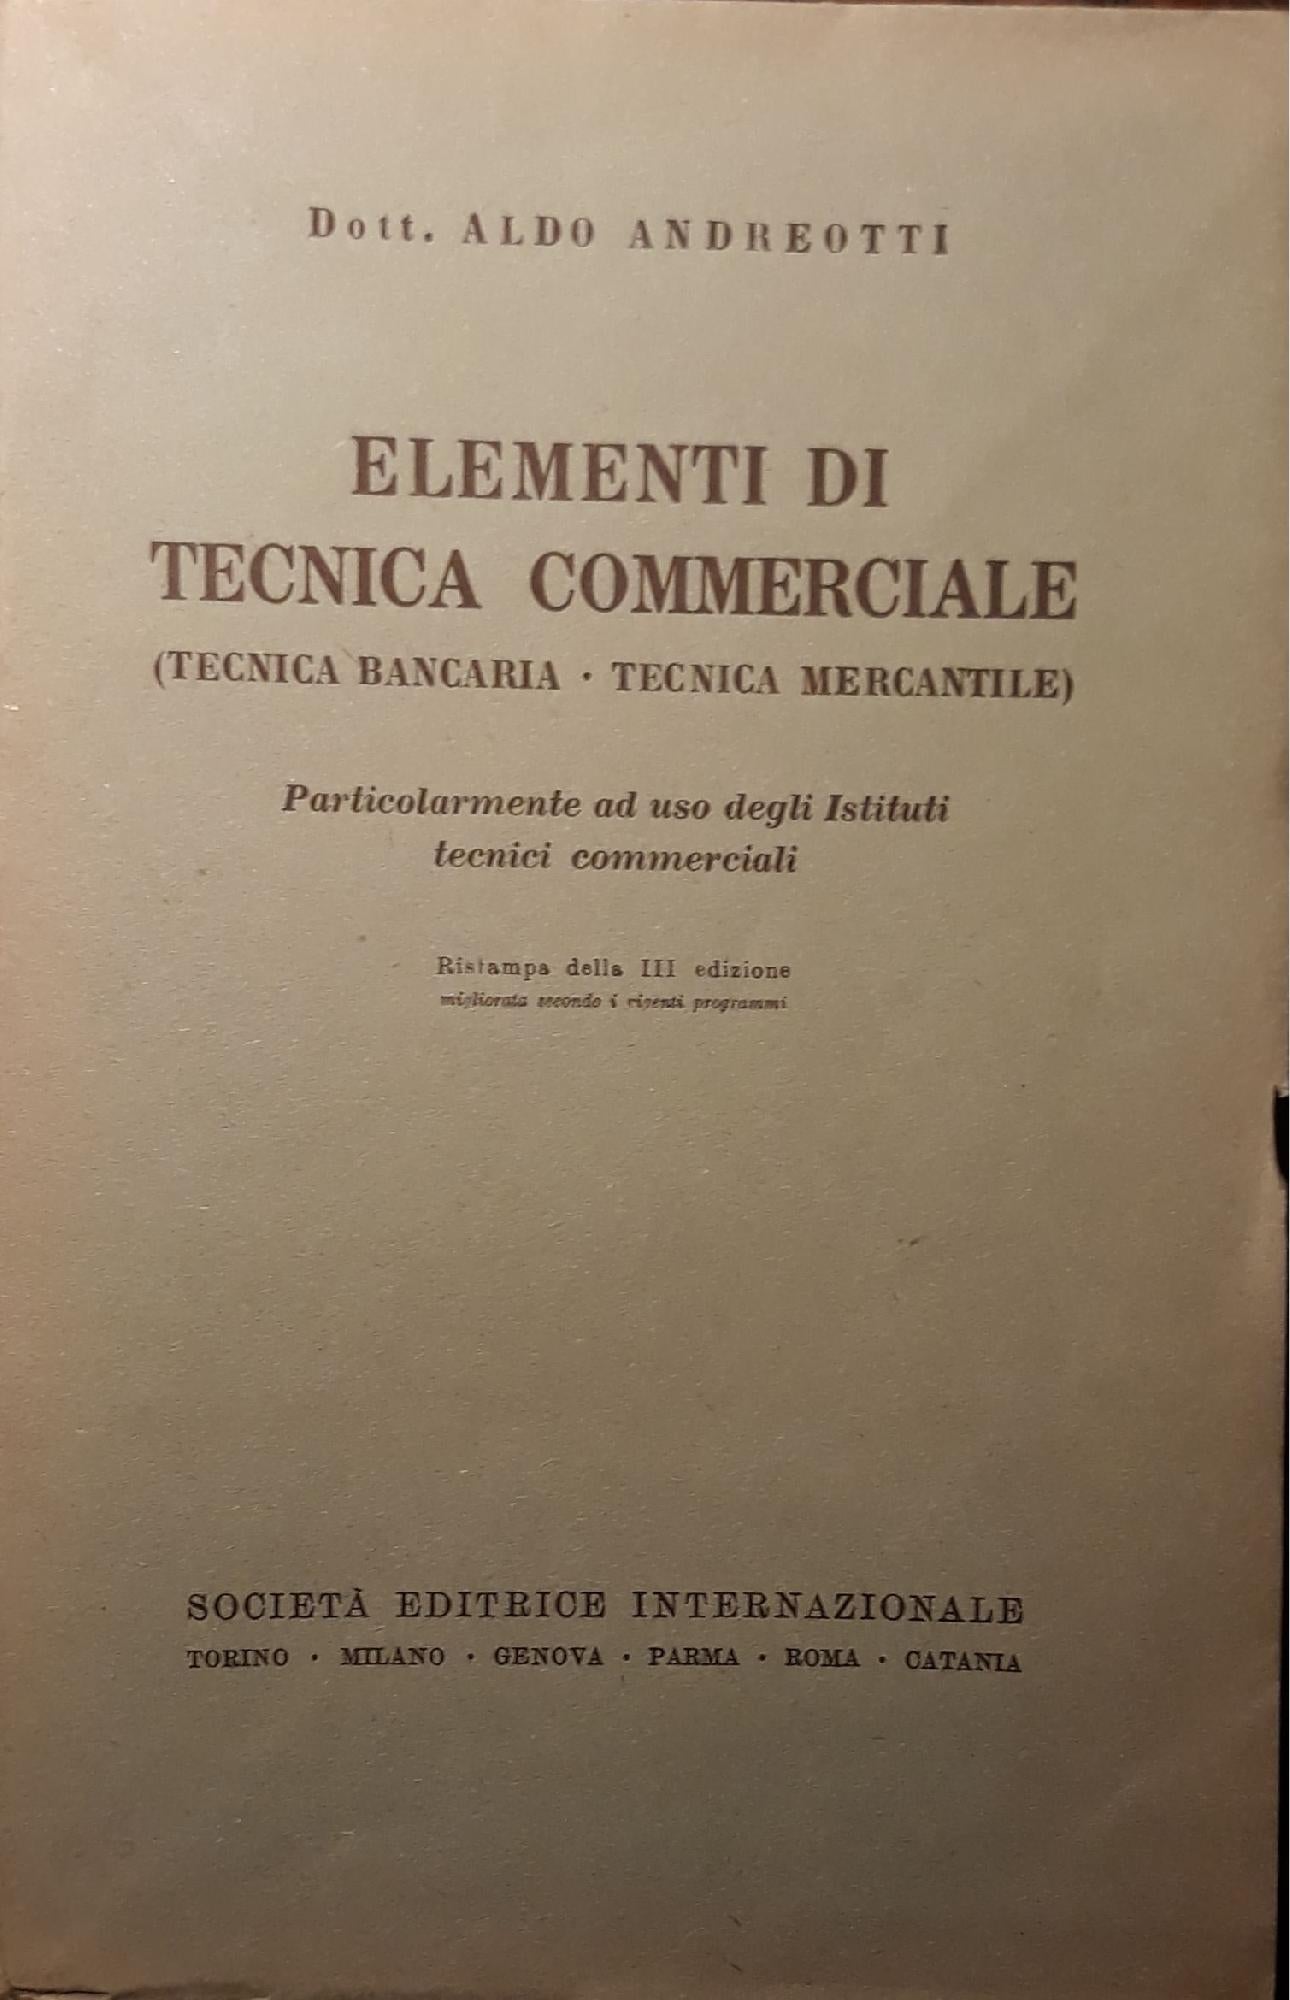 Dott. ALDO ANDREOTTI
ELEMENTI DI
TECNICA COMMERCIALE
(TECNICA BANCARIA · TECNICA MERCANTILE)
Particolarmente ad uso degli Istituti
tecnici commerciali
Ristampa della III edizione
migliorata secondo i vigenti programmi
SOCIETÀ EDITRICE INTERNAZIONALE
TORINO · MILANO · GENOVA · PARMA · ROMA · CATANIA